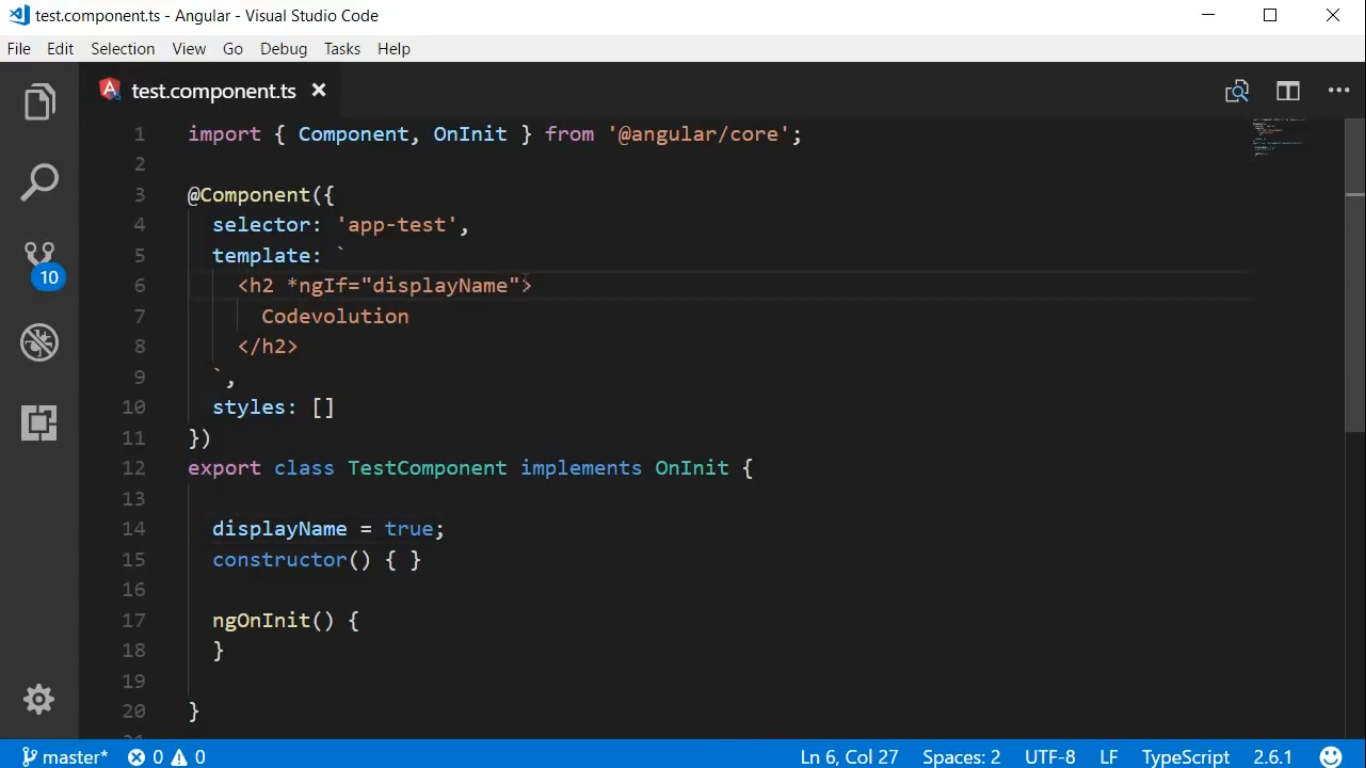 test.component.ts - Angular - Visual Studio Code
File Edit Selection View Go Debug Tasks Help
test.component.ts
1 import { Component, OnInit } from '@angular/core';
2
3 @Component({
4 selector: 'app-test',
5 template: `
6 <h2 *ngIf="displayName">
7 Codevolution
8 </h2>
9 `,
10 styles: []
11 })
12 export class TestComponent implements OnInit {
13
14 displayName = true;
15 constructor() { }
16
17 ngOnInit() {
18 }
19
20 }
10
master* 0 0 Ln 6, Col 27 Spaces: 2 UTF-8 LF TypeScript 2.6.1